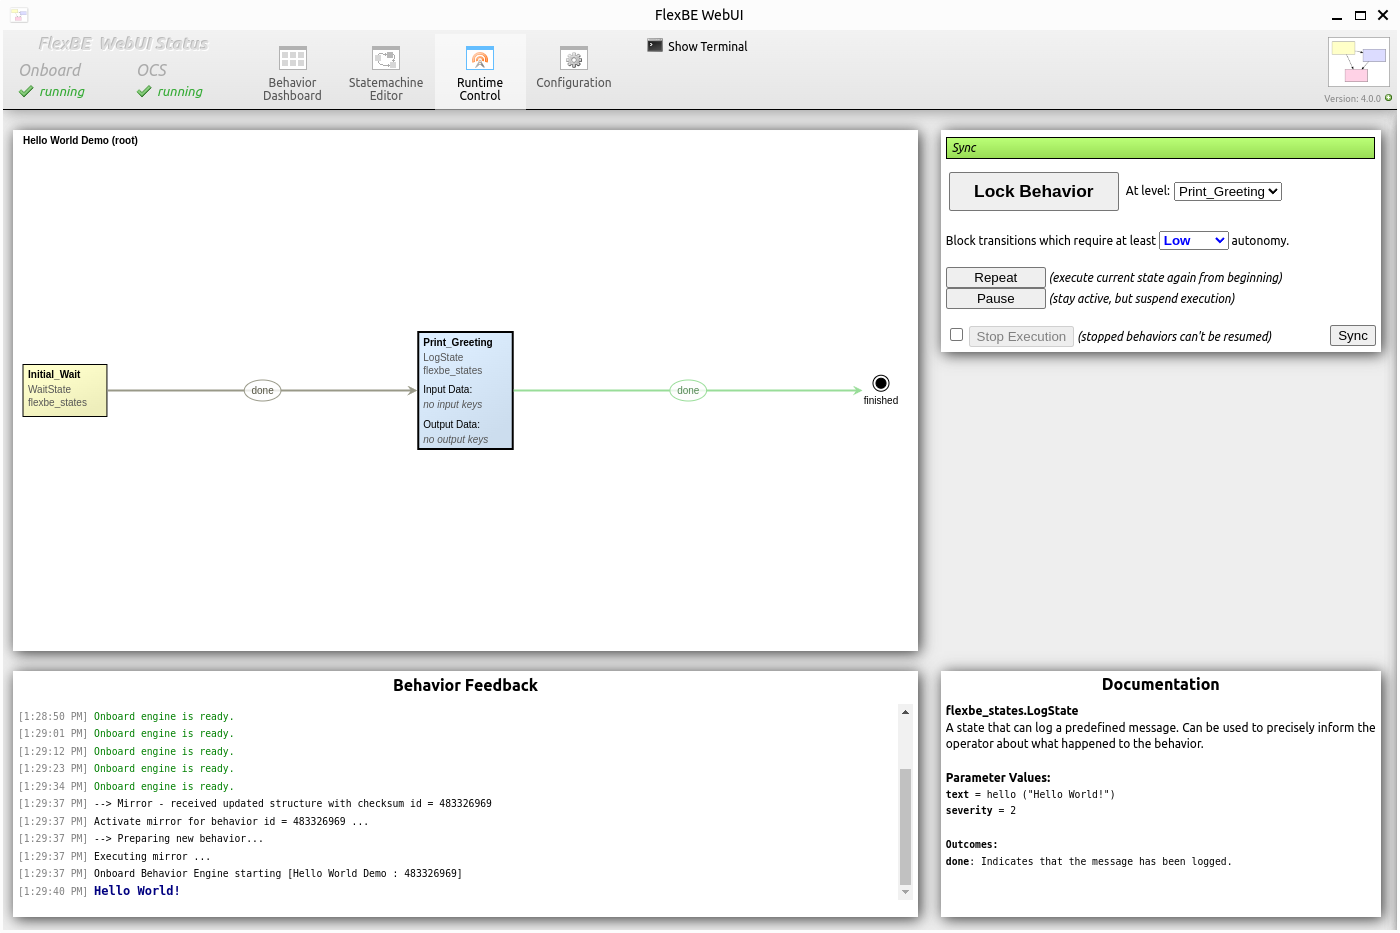 FlexBE WebUI
FlexBE WebUI Status
Onboard
OCS
running
running
Behavior
Dashboard
Statemachine
Editor
Runtime
Control
Configuration
Show Terminal
Version: 4.0.0
Hello World Demo (root)
Initial_Wait
WaitState
flexbe_states
done
Print_Greeting
LogState
flexbe_states
Input Data:
no input keys
Output Data:
no output keys
done
finished
Sync
Lock Behavior At level: Print_Greeting
Block transitions which require at least Low autonomy.
Repeat (execute current state again from beginning)
Pause (stay active, but suspend execution)
Stop Execution (stopped behaviors can't be resumed) Sync
Behavior Feedback
[1:28:50 PM] Onboard engine is ready.
[1:29:01 PM] Onboard engine is ready.
[1:29:12 PM] Onboard engine is ready.
[1:29:23 PM] Onboard engine is ready.
[1:29:34 PM] Onboard engine is ready.
[1:29:37 PM] --> Mirror - received updated structure with checksum id = 483326969
[1:29:37 PM] Activate mirror for behavior id = 483326969 ...
[1:29:37 PM] --> Preparing new behavior...
[1:29:37 PM] Executing mirror ...
[1:29:37 PM] Onboard Behavior Engine starting [Hello World Demo : 483326969]
[1:29:40 PM] Hello World!
Documentation
flexbe_states.LogState
A state that can log a predefined message. Can be used to precisely inform the
operator about what happened to the behavior.
Parameter Values:
text = hello ("Hello World!")
severity = 2
Outcomes:
done: Indicates that the message has been logged.